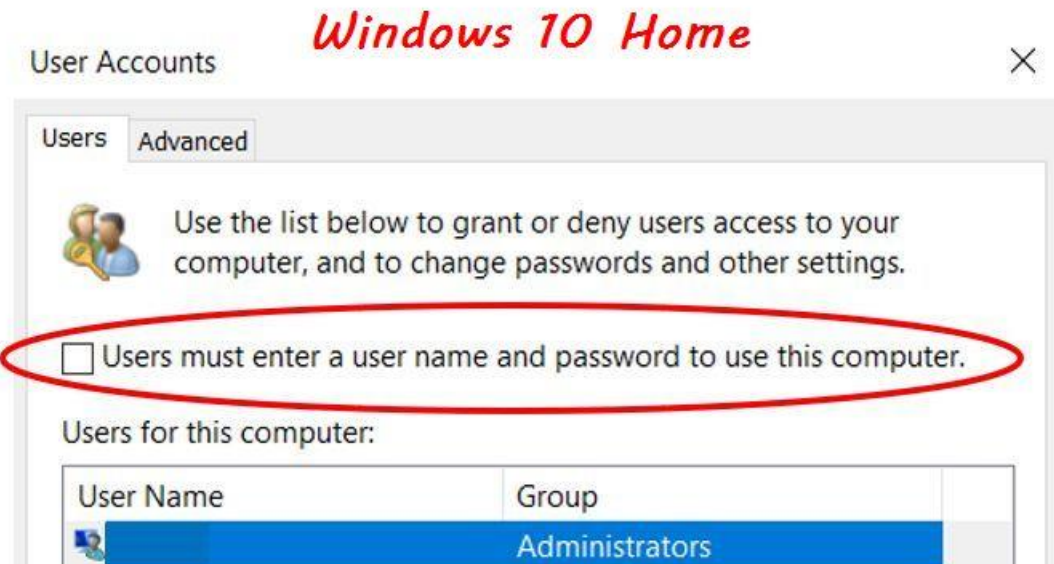 Windows 10 Home
User Accounts
Users
Advanced
Use the list below to grant or deny users access to your
computer, and to change passwords and other settings.
Users must enter a user name and password to use this computer.
Users for this computer:
User Name Group
Administrators